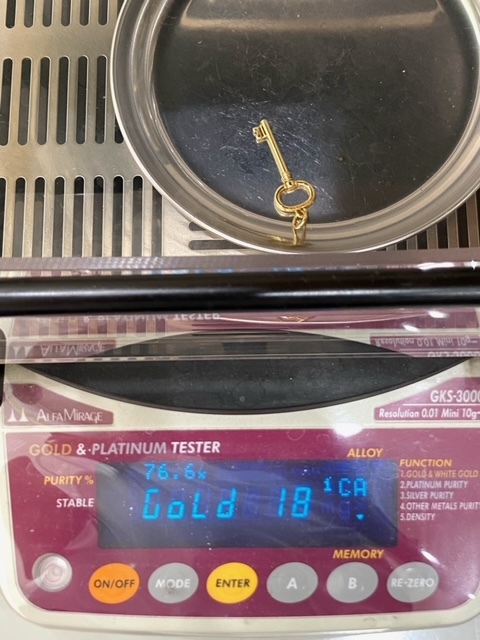 ALFAMIRAGE
GKS-3000
Resolution 0.01 Mini 10g~
GOLD & PLATINUM TESTER
ALLOY
PURITY %
76.6%
STABLE
Gold 18 1CA
FUNCTION
1.GOLD & WHITE GOLD
2.PLATINUM PURITY
3.SILVER PURITY
4.OTHER METALS PURIT
5.DENSITY
MEMORY
ON/OFF
MODE
ENTER
A
B
RE-ZERO